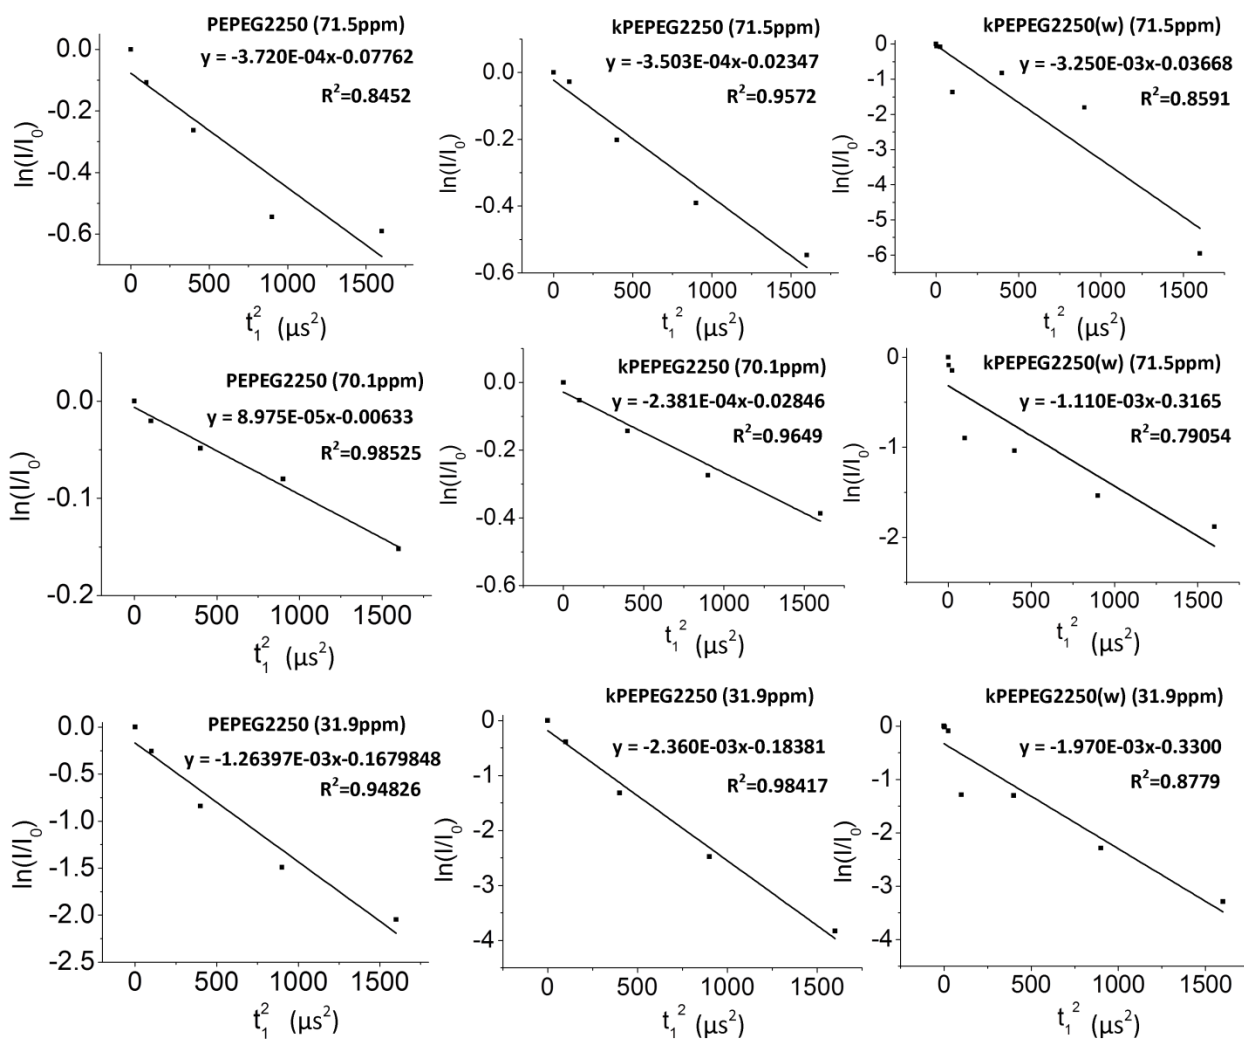 PEPEG2250 (71.5ppm)
y = -3.720E-04x-0.07762
R²=0.8452
0.0
-0.2
-0.4
-0.6
ln(I/I₀)
0 500 1000 1500
t₁² (μs²)
kPEPEG2250 (71.5ppm)
y = -3.503E-04x-0.02347
R²=0.9572
0.0
-0.2
-0.4
-0.6
ln(I/I₀)
0 500 1000 1500
t₁² (μs²)
kPEPEG2250(w) (71.5ppm)
y = -3.250E-03x-0.03668
R²=0.8591
0
-1
-2
-3
-4
-5
-6
ln(I/I₀)
0 500 1000 1500
t₁² (μs²)
PEPEG2250 (70.1ppm)
y = 8.975E-05x-0.00633
R²=0.98525
0.0
-0.1
-0.2
ln(I/I₀)
0 500 1000 1500
t₁² (μs²)
kPEPEG2250 (70.1ppm)
y = -2.381E-04x-0.02846
R²=0.9649
0.0
-0.2
-0.4
-0.6
ln(I/I₀)
0 500 1000 1500
t₁² (μs²)
kPEPEG2250(w) (71.5ppm)
y = -1.110E-03x-0.3165
R²=0.79054
0
-1
-2
ln(I/I₀)
0 500 1000 1500
t₁² (μs²)
PEPEG2250 (31.9ppm)
y = -1.26397E-03x-0.1679848
R²=0.94826
0.0
-0.5
-1.0
-1.5
-2.0
-2.5
ln(I/I₀)
0 500 1000 1500
t₁² (μs²)
kPEPEG2250 (31.9ppm)
y = -2.360E-03x-0.18381
R²=0.98417
0
-1
-2
-3
-4
ln(I/I₀)
0 500 1000 1500
t₁² (μs²)
kPEPEG2250(w) (31.9ppm)
y = -1.970E-03x-0.3300
R²=0.8779
0
-1
-2
-3
-4
ln(I/I₀)
0 500 1000 1500
t₁² (μs²)